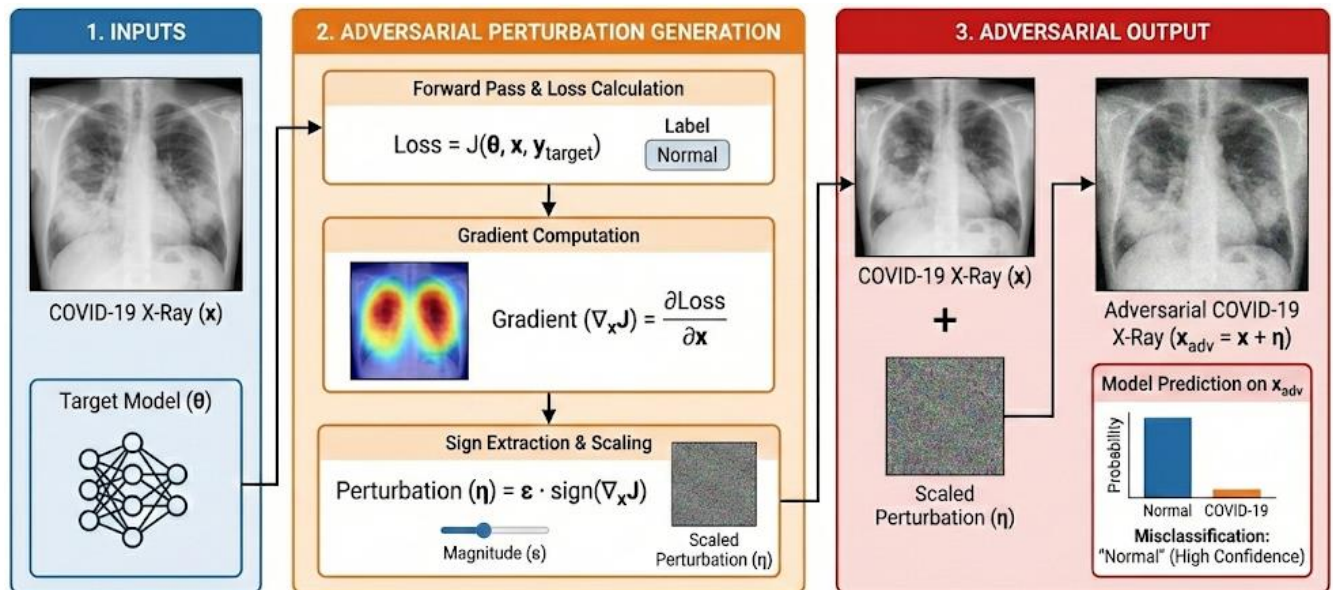 1. INPUTS
COVID-19 X-Ray (x)
Target Model (θ)
2. ADVERSARIAL PERTURBATION GENERATION
Forward Pass & Loss Calculation
Loss = J(θ, x, y_target)
Label
Normal
Gradient Computation
Gradient (∇_xJ) = ∂Loss / ∂x
Sign Extraction & Scaling
Perturbation (η) = ε · sign(∇_xJ)
Magnitude (ε)
Scaled
Perturbation (η)
3. ADVERSARIAL OUTPUT
COVID-19 X-Ray (x)
+
Scaled
Perturbation (η)
Adversarial COVID-19
X-Ray (x_adv = x + η)
Model Prediction on x_adv
Probability
Normal COVID-19
Misclassification:
"Normal" (High Confidence)